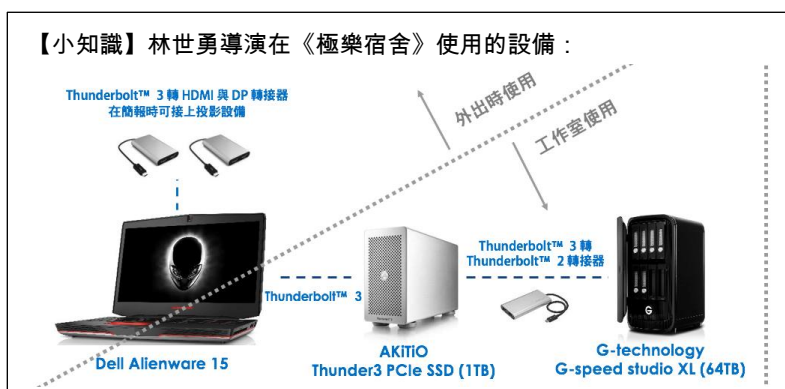 【小知識】林世勇導演在《極樂宿舍》使用的設備：
Thunderbolt™ 3 轉 HDMI 與 DP 轉接器
在簡報時可接上投影設備
外出時使用
工作室使用
Thunderbolt™ 3
Thunderbolt™ 3 轉
Thunderbolt™ 2 轉接器
G
Dell Alienware 15
AKiTiO
Thunder3 PCIe SSD (1TB)
G-technology
G-speed studio XL (64TB)